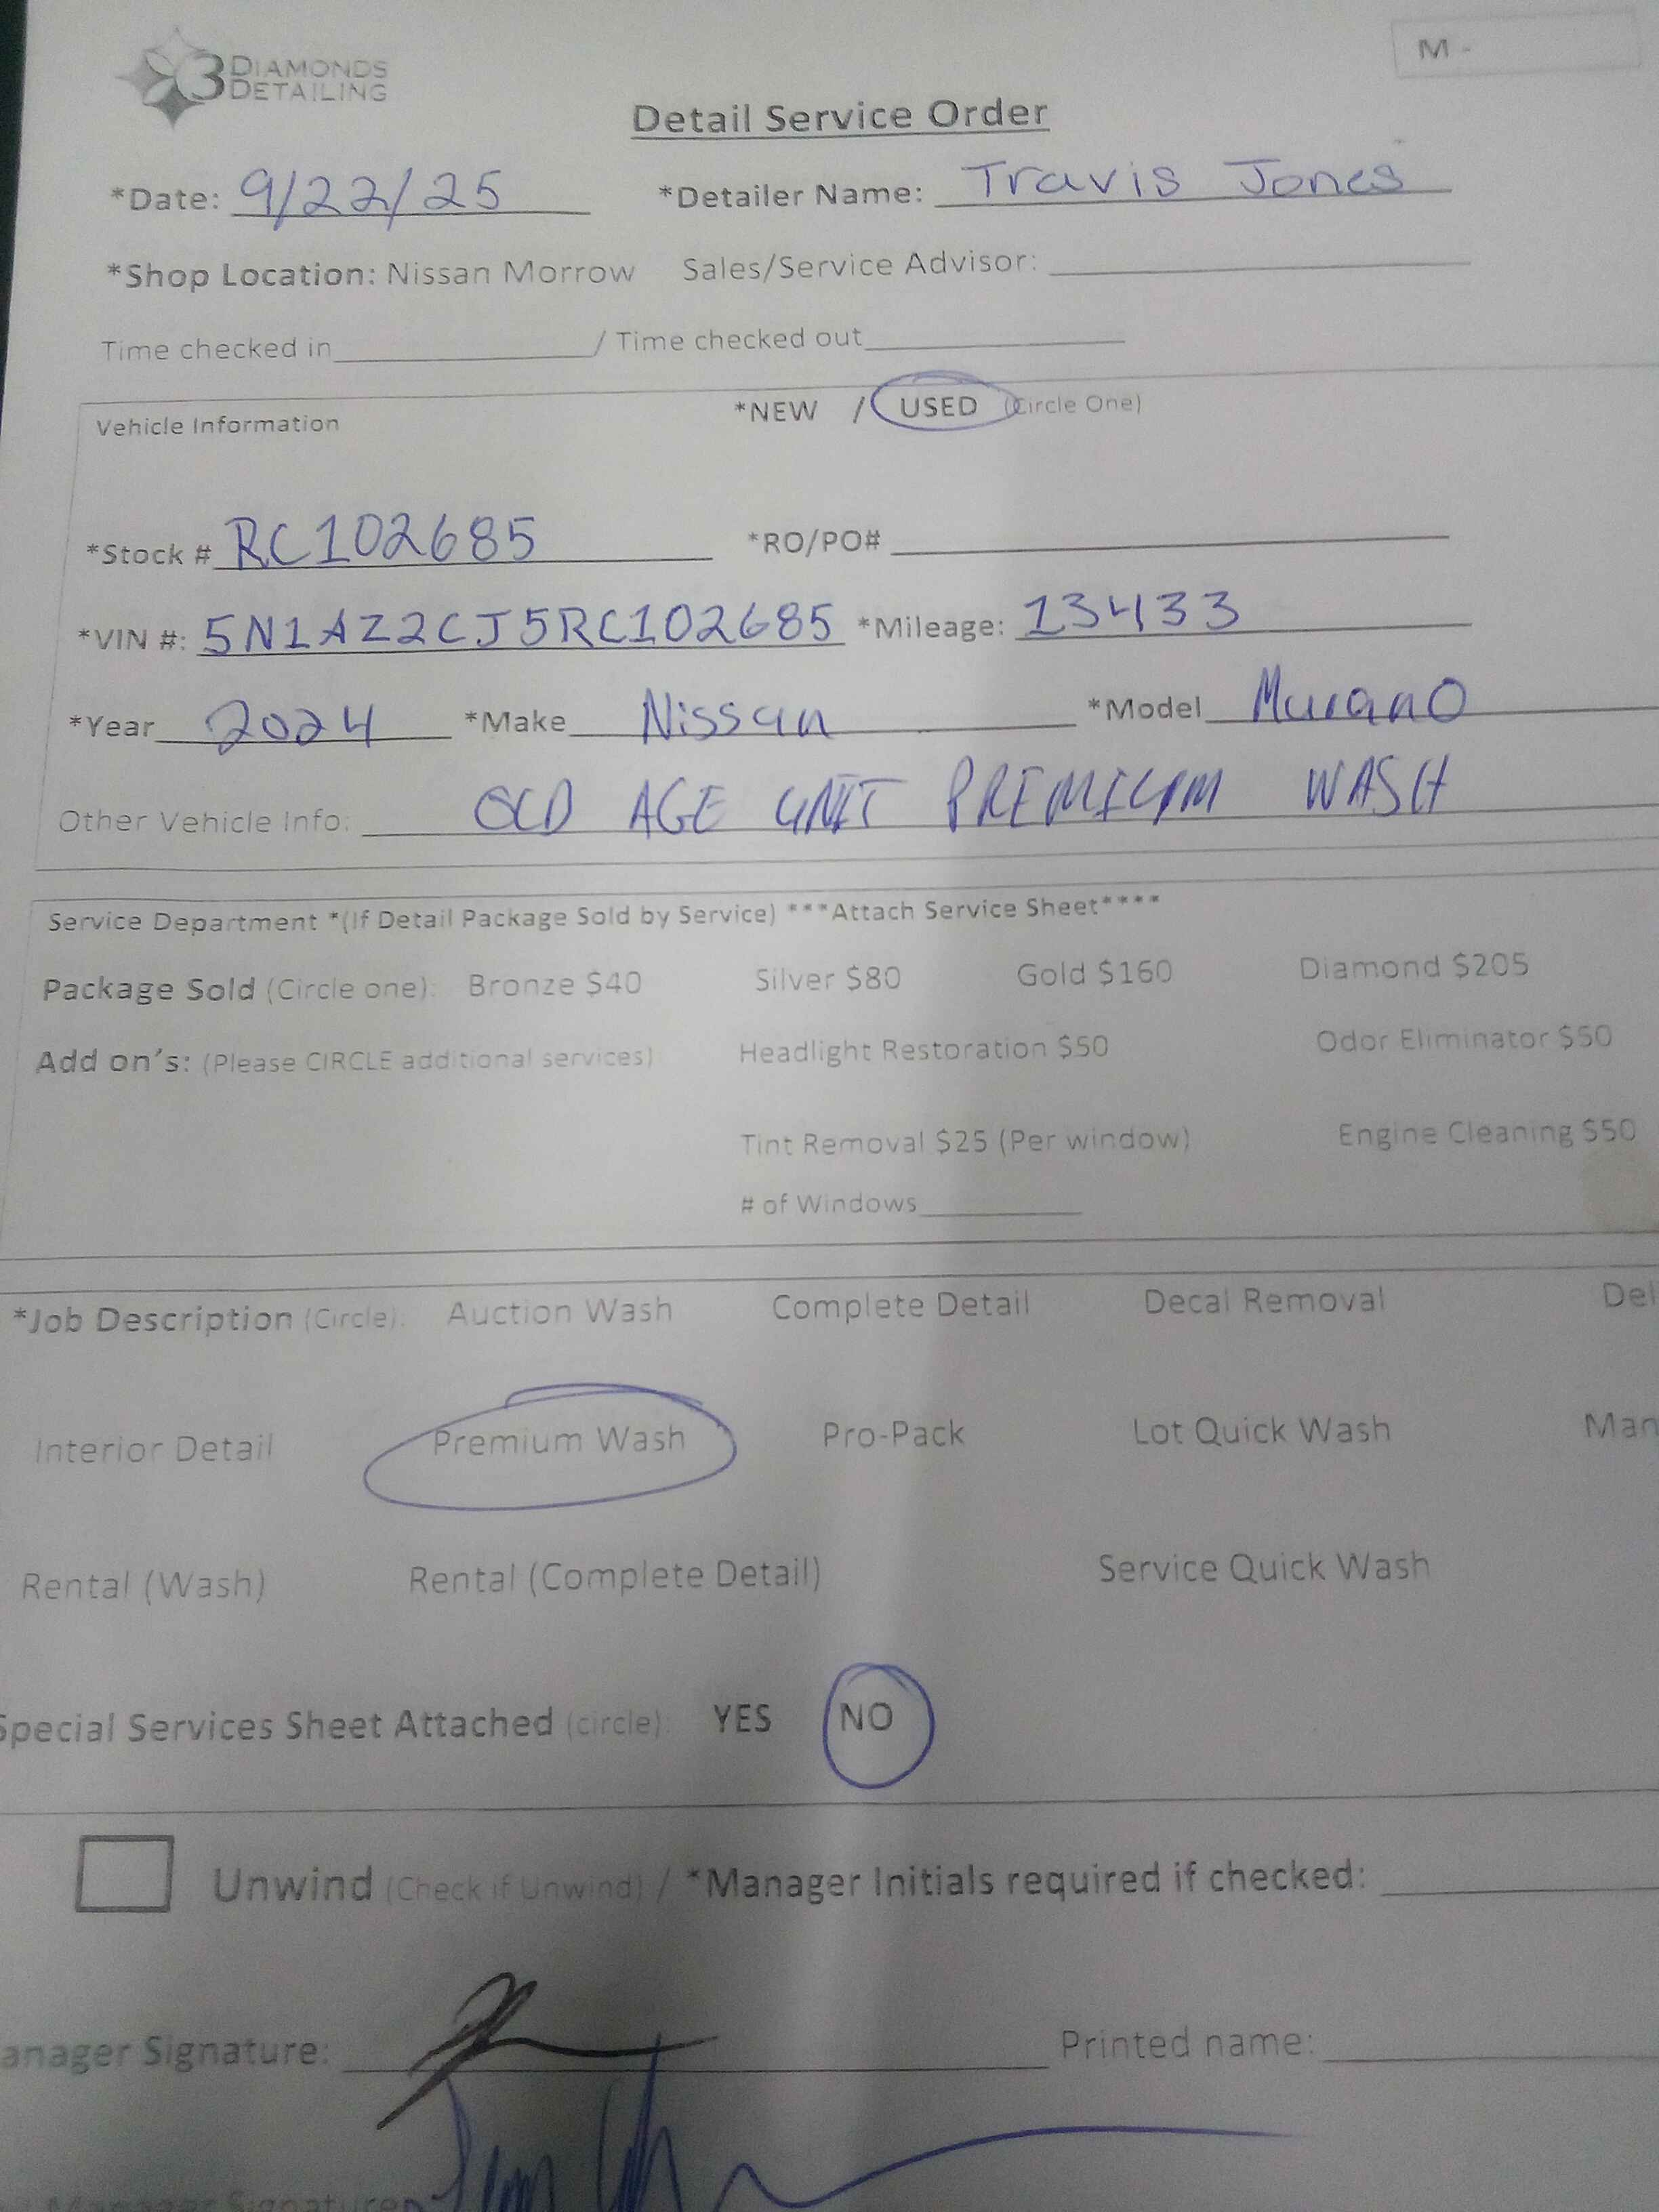 3 DIAMONDS
DETAILING
M -
Detail Service Order
*Date: 9/22/25 *Detailer Name: Travis Jones
*Shop Location: Nissan Morrow Sales/Service Advisor:
Time checked in / Time checked out
Vehicle Information *NEW / USED (Circle One)
*Stock # RC102685 *RO/PO#
*VIN #: 5N1AZ2CJ5RC102685 *Mileage: 13433
*Year 2024 *Make Nissan *Model Murano
Other Vehicle Info: OLD AGE UNIT PREMIUM WASH
Service Department *(If Detail Package Sold by Service) ***Attach Service Sheet****
Package Sold (Circle one): Bronze $40 Silver $80 Gold $160 Diamond $205
Add on's: (Please CIRCLE additional services) Headlight Restoration $50 Odor Eliminator $50
Tint Removal $25 (Per window) Engine Cleaning $50
# of Windows
*Job Description (Circle): Auction Wash Complete Detail Decal Removal Del
Interior Detail Premium Wash Pro-Pack Lot Quick Wash Man
Rental (Wash) Rental (Complete Detail) Service Quick Wash
Special Services Sheet Attached (circle): YES NO
Unwind (Check if Unwind) / *Manager Initials required if checked:
anager Signature: Printed name:
Manager Signature